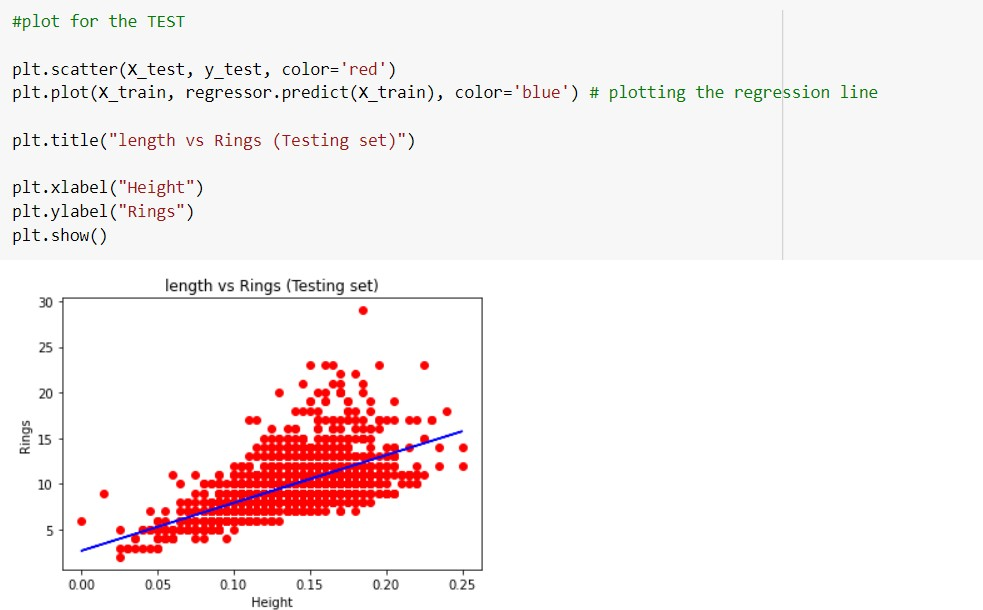 #plot for the TEST
plt.scatter(X_test, y_test, color='red')
plt.plot(X_train, regressor.predict(X_train), color='blue') # plotting the regression line
plt.title("length vs Rings (Testing set)")
plt.xlabel("Height")
plt.ylabel("Rings")
plt.show()
length vs Rings (Testing set)
30
25
20
15
10
5
Rings
0.00 0.05 0.10 0.15 0.20 0.25
Height